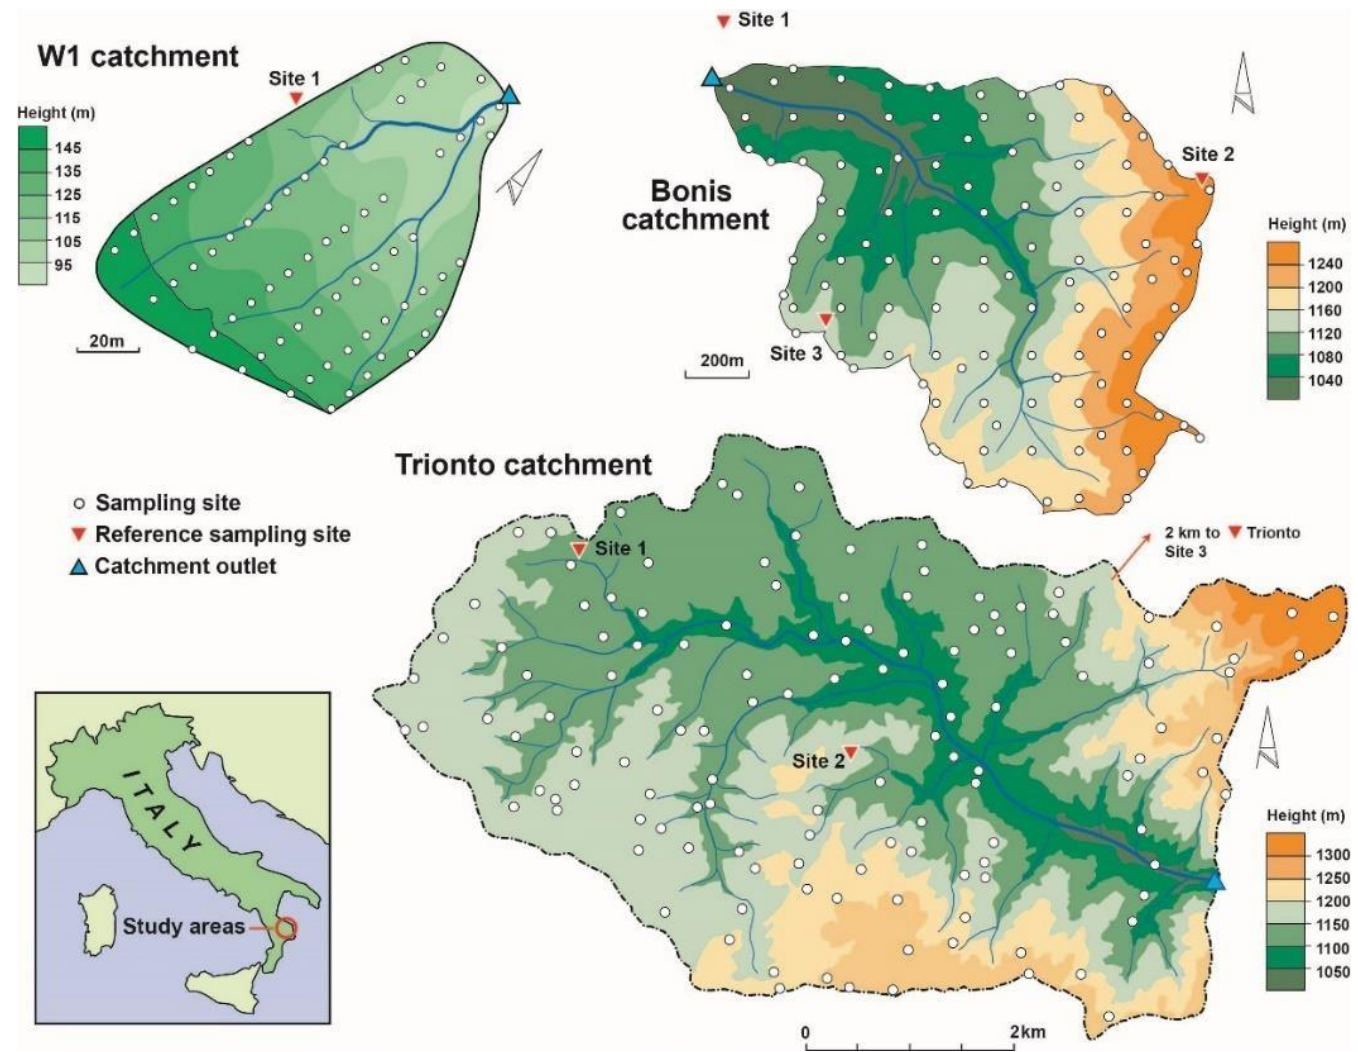 W1 catchment
Site 1
Height (m)
145
135
125
115
105
95
20m
Site 1
Bonis
catchment
Site 2
Site 3
200m
Height (m)
1240
1200
1160
1120
1080
1040
Trionto catchment
Sampling site
Reference sampling site
Catchment outlet
Site 1
2 km to
Site 3
Trionto
Site 2
Height (m)
1300
1250
1200
1150
1100
1050
0
2km
ITALY
Study areas